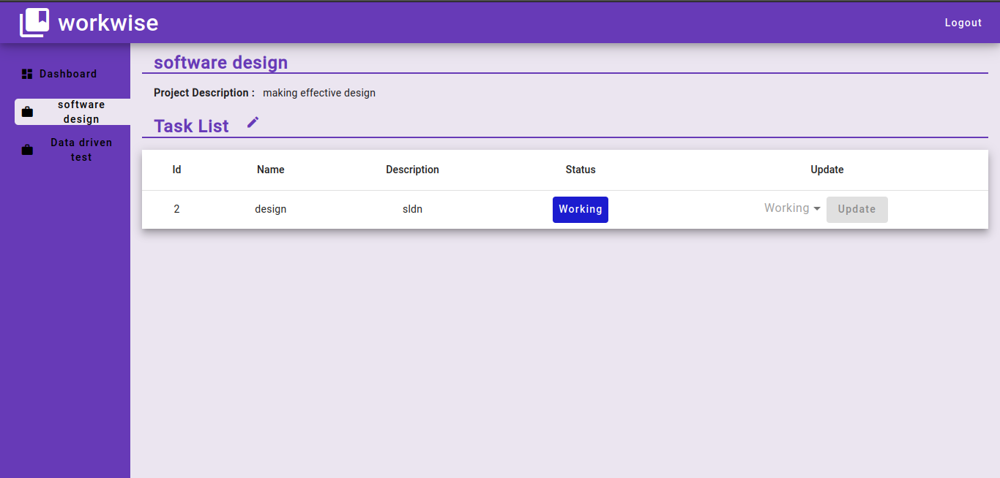 workwise
Logout
Dashboard
software
design
Data driven
test
software design
Project Description : making effective design
Task List
Id Name Description Status Update
2 design sldn Working Working Update